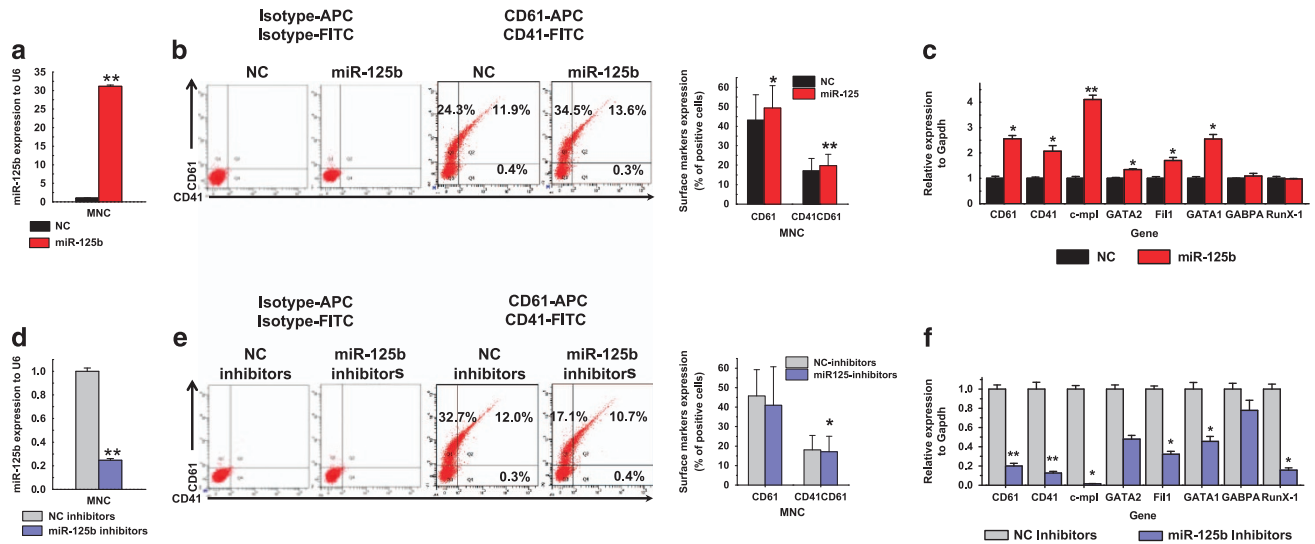 a
miR-125b expression to U6
35
30
25
20
15
10
5
0
**
MNC
NC
miR-125b
b
Isotype-APC
Isotype-FITC
CD61-APC
CD41-FITC
NC
miR-125b
NC
miR-125b
24.3%
11.9%
0.4%
34.5%
13.6%
0.3%
CD61
CD41
Surface markers expression
(% of positive cells)
60
50
40
30
20
10
0
NC
miR-125
*
**
CD61
CD41CD61
MNC
c
Relative expression
to Gapdh
4
3
2
1
0
*
*
**
*
*
*
CD61
CD41
c-mpl
GATA2
Fil1
GATA1
GABPA
RunX-1
Gene
NC
miR-125b
d
miR-125b expression to U6
1.0
0.8
0.6
0.4
0.2
0.0
**
MNC
NC inhibitors
miR-125b inhibitors
e
Isotype-APC
Isotype-FITC
CD61-APC
CD41-FITC
NC
inhibitors
miR-125b
inhibitors
NC
inhibitors
miR-125b
inhibitors
32.7%
12.0%
0.3%
17.1%
10.7%
0.4%
CD61
CD41
Surface markers expression
(% of positive cells)
60
50
40
30
20
10
0
NC-inhibitors
miR125-inhibitors
*
CD61
CD41CD61
MNC
f
Relative expression
to Gapdh
1,0
0,8
0,6
0,4
0,2
0,0
**
**
*
*
*
*
CD61
CD41
c-mpl
GATA2
Fil1
GATA1
GABPA
RunX-1
Gene
NC Inhibitors
miR-125b Inhibitors